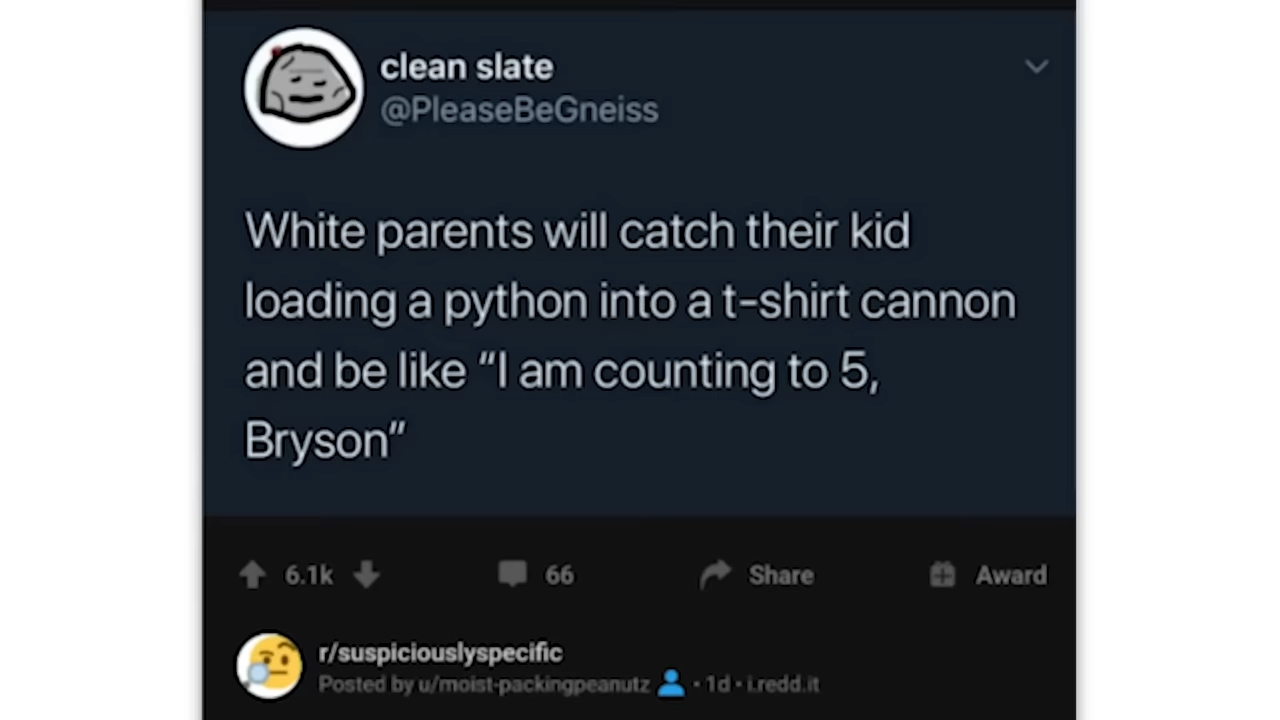 clean slate
@PleaseBeGneiss
White parents will catch their kid
loading a python into a t-shirt cannon
and be like “I am counting to 5,
Bryson”
6.1k 66 Share Award
r/suspiciouslyspecific
Posted by u/moist-packingpeanutz • 1d • i.redd.it